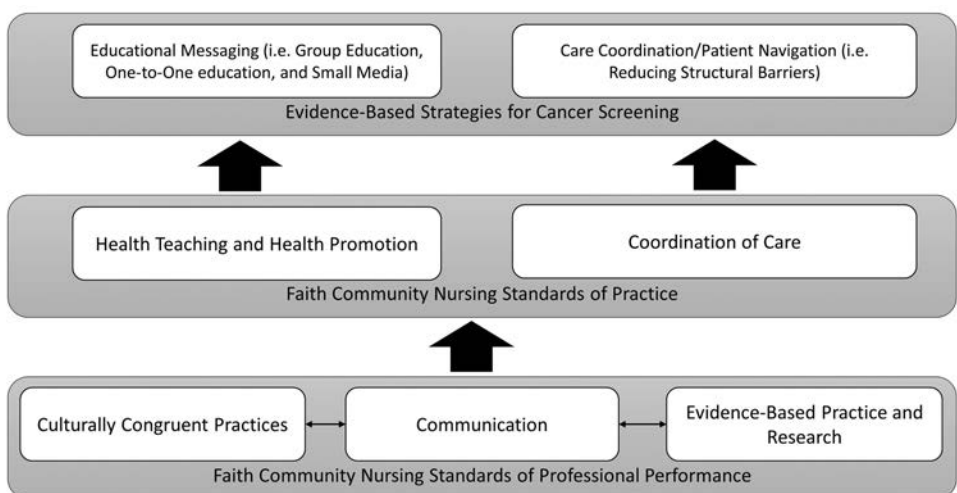 Educational Messaging (i.e. Group Education,
One-to-One education, and Small Media)
Care Coordination/Patient Navigation (i.e.
Reducing Structural Barriers)
Evidence-Based Strategies for Cancer Screening
Health Teaching and Health Promotion
Coordination of Care
Faith Community Nursing Standards of Practice
Culturally Congruent Practices
Communication
Evidence-Based Practice and
Research
Faith Community Nursing Standards of Professional Performance